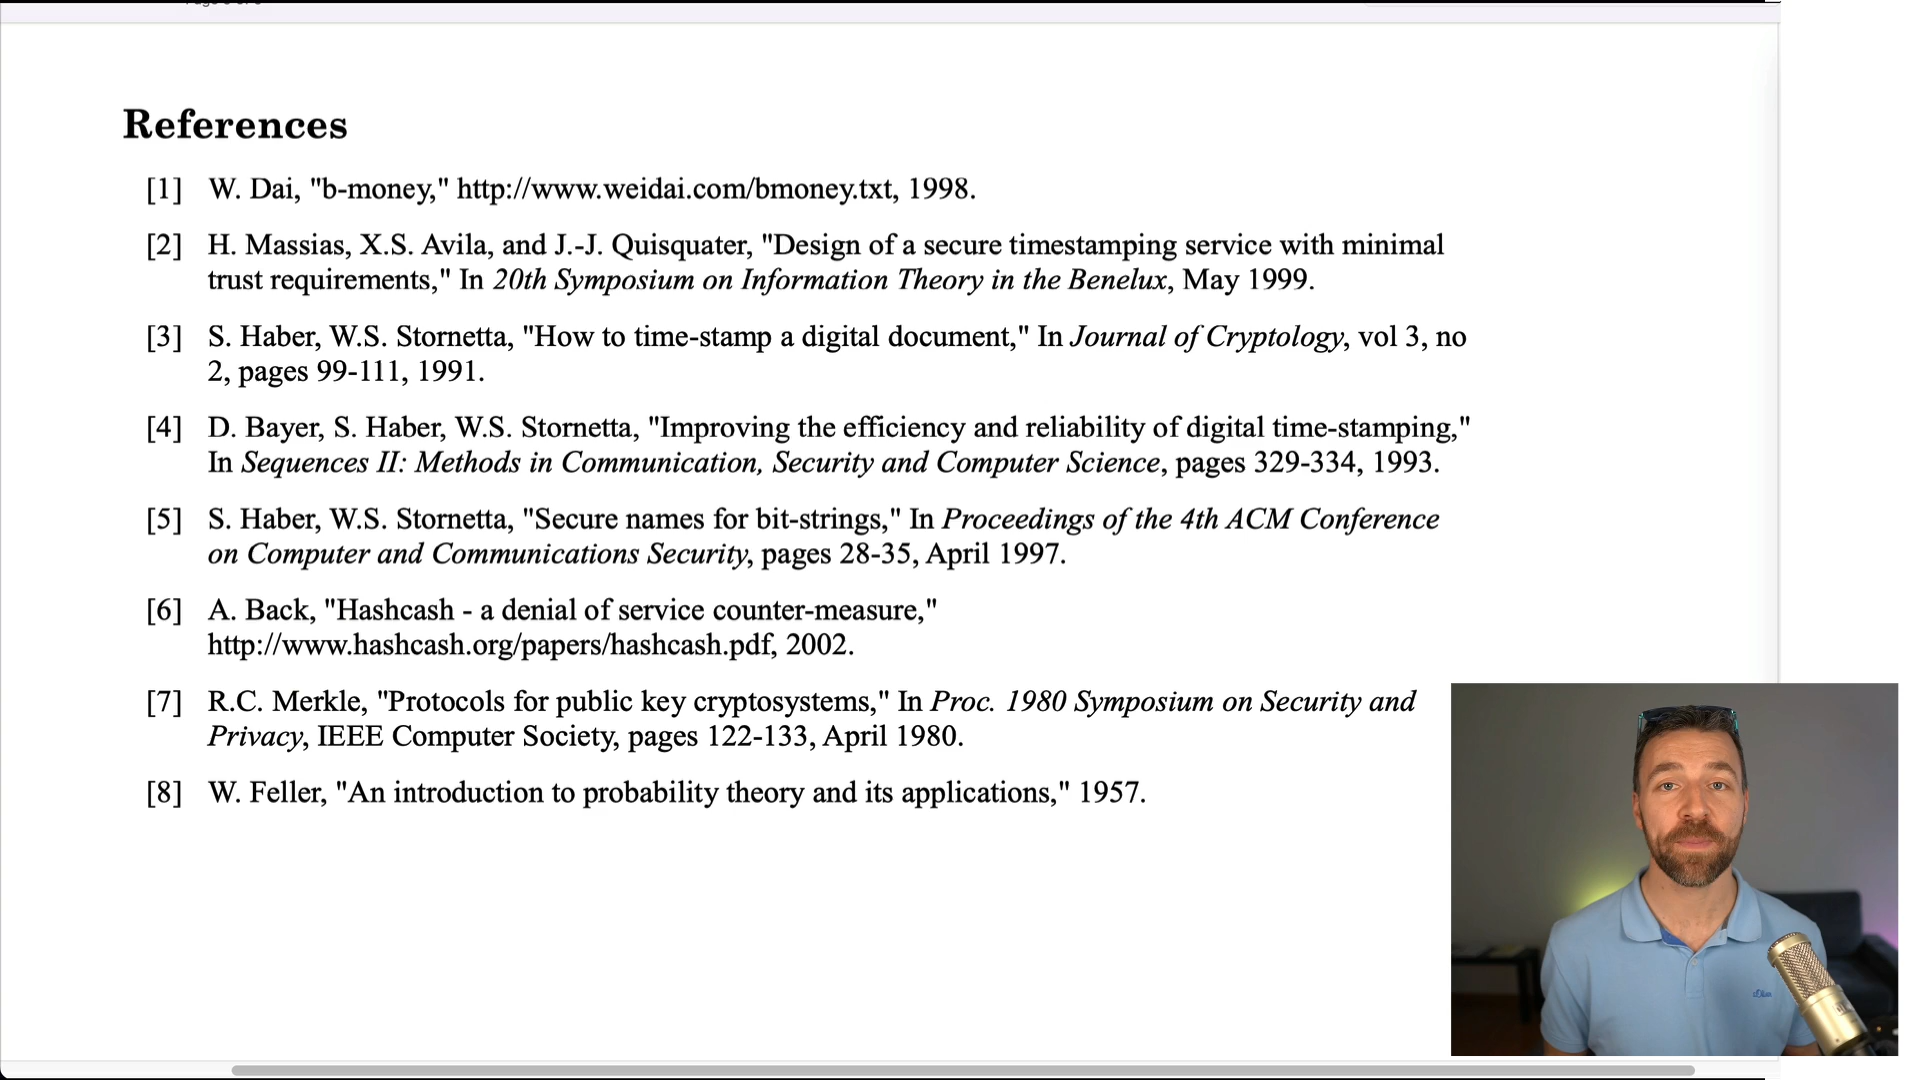 References
[1] W. Dai, "b-money," http://www.weidai.com/bmoney.txt, 1998.
[2] H. Massias, X.S. Avila, and J.-J. Quisquater, "Design of a secure timestamping service with minimal
trust requirements," In 20th Symposium on Information Theory in the Benelux, May 1999.
[3] S. Haber, W.S. Stornetta, "How to time-stamp a digital document," In Journal of Cryptology, vol 3, no
2, pages 99-111, 1991.
[4] D. Bayer, S. Haber, W.S. Stornetta, "Improving the efficiency and reliability of digital time-stamping,"
In Sequences II: Methods in Communication, Security and Computer Science, pages 329-334, 1993.
[5] S. Haber, W.S. Stornetta, "Secure names for bit-strings," In Proceedings of the 4th ACM Conference
on Computer and Communications Security, pages 28-35, April 1997.
[6] A. Back, "Hashcash - a denial of service counter-measure,"
http://www.hashcash.org/papers/hashcash.pdf, 2002.
[7] R.C. Merkle, "Protocols for public key cryptosystems," In Proc. 1980 Symposium on Security and
Privacy, IEEE Computer Society, pages 122-133, April 1980.
[8] W. Feller, "An introduction to probability theory and its applications," 1957.